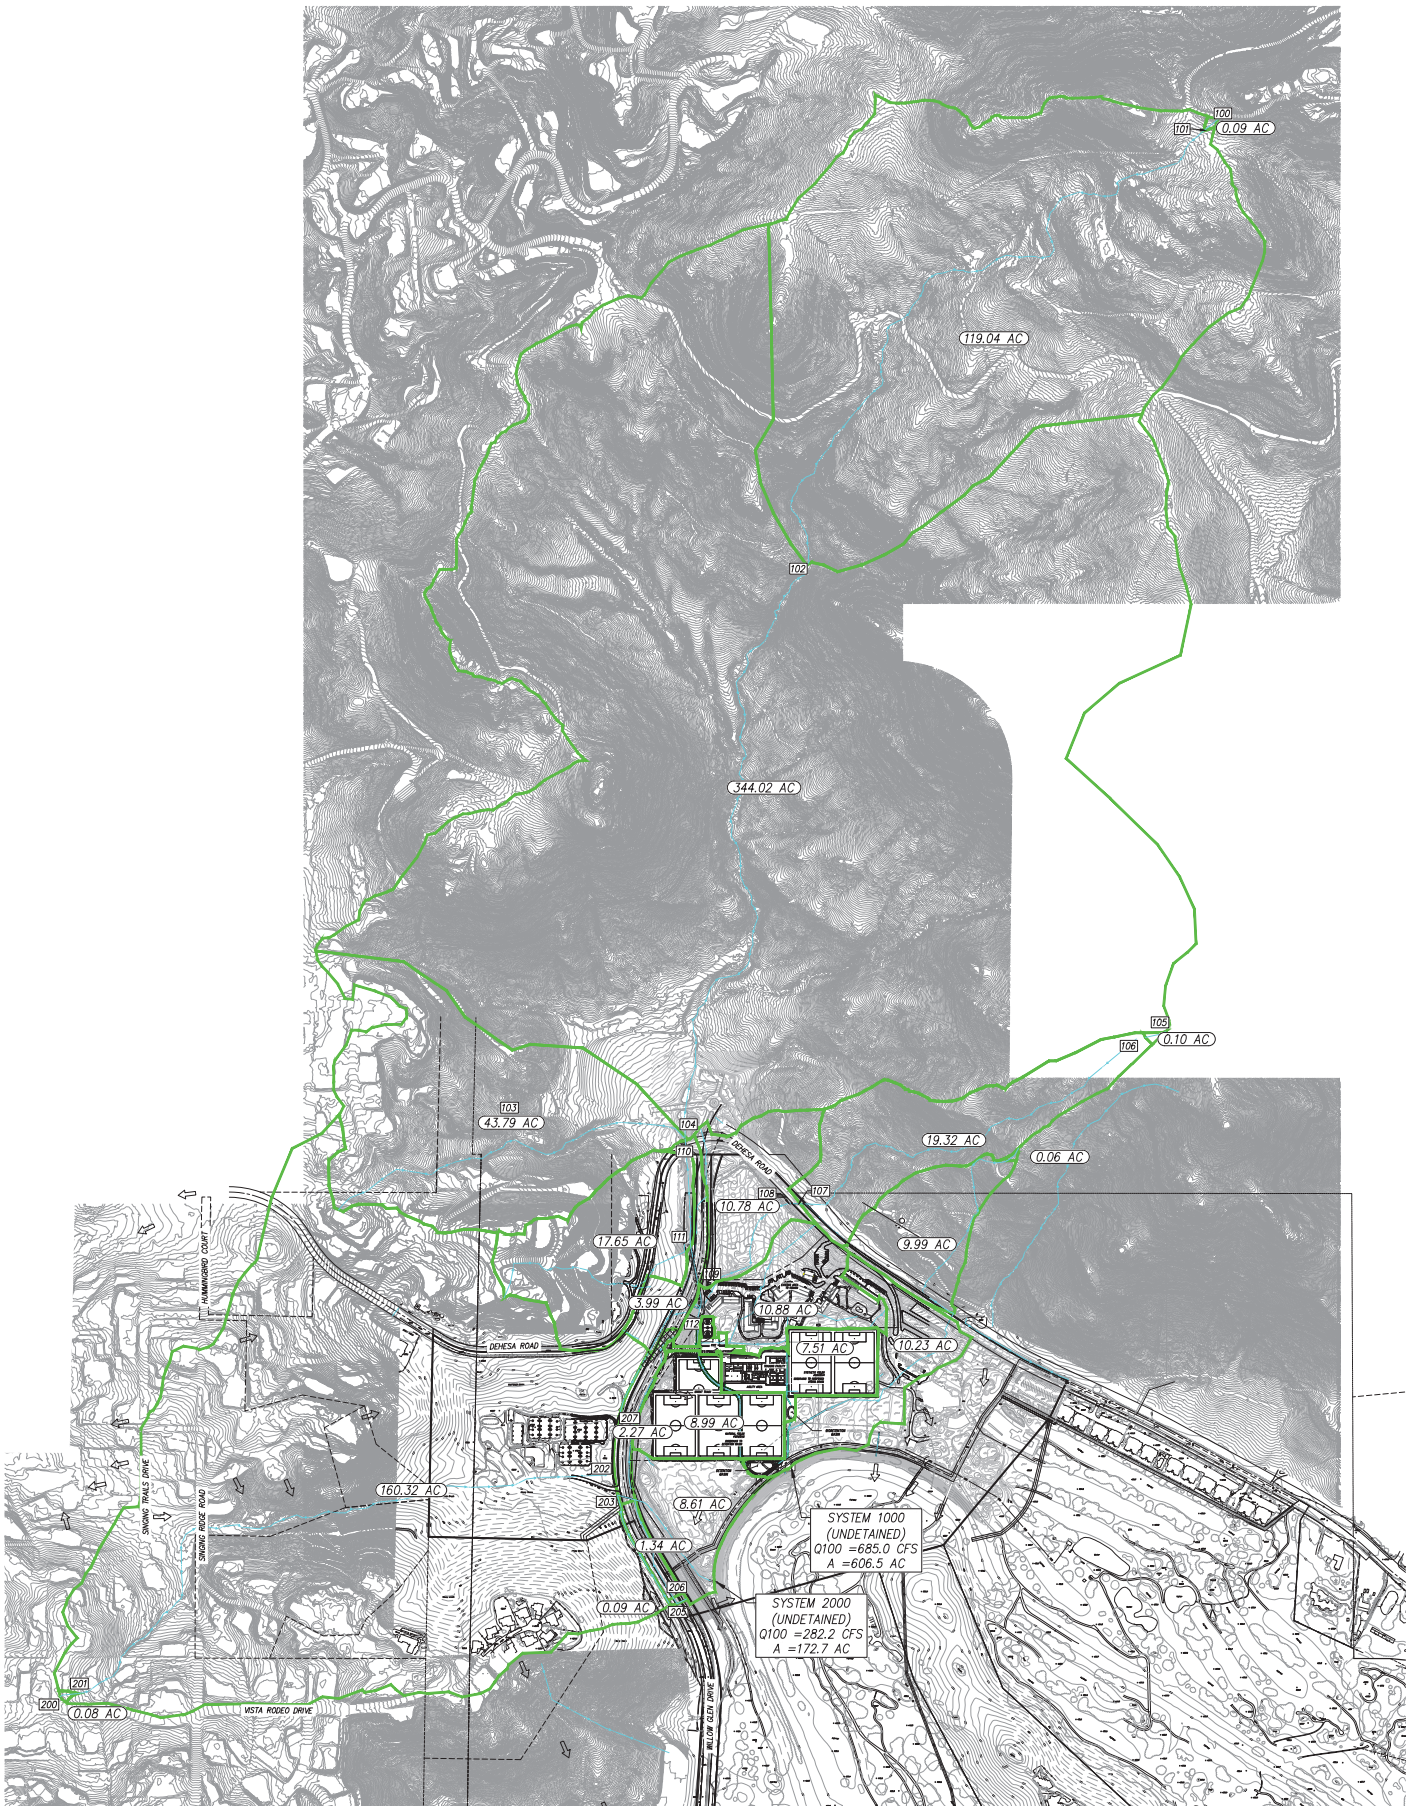 100
101
0.09 AC
119.04 AC
102
344.02 AC
105
0.10 AC
106
103
43.79 AC
104
110
DEHESA ROAD
19.32 AC
0.06 AC
107
108
10.78 AC
HUMMINGBIRD COURT
17.65 AC
111
9.99 AC
109
3.99 AC
10.88 AC
112
DEHESA ROAD
7.51 AC
10.23 AC
207
8.99 AC
2.27 AC
202
160.32 AC
203
8.61 AC
SINGING TRAILS DRIVE
SINGING RIDGE ROAD
1.34 AC
SYSTEM 1000
(UNDETAINED)
Q100 =685.0 CFS
A =606.5 AC
206
0.09 AC
205
SYSTEM 2000
(UNDETAINED)
Q100 =282.2 CFS
A =172.7 AC
201
200
0.08 AC
VISTA RODEO DRIVE
WILLOW GLEN DRIVE